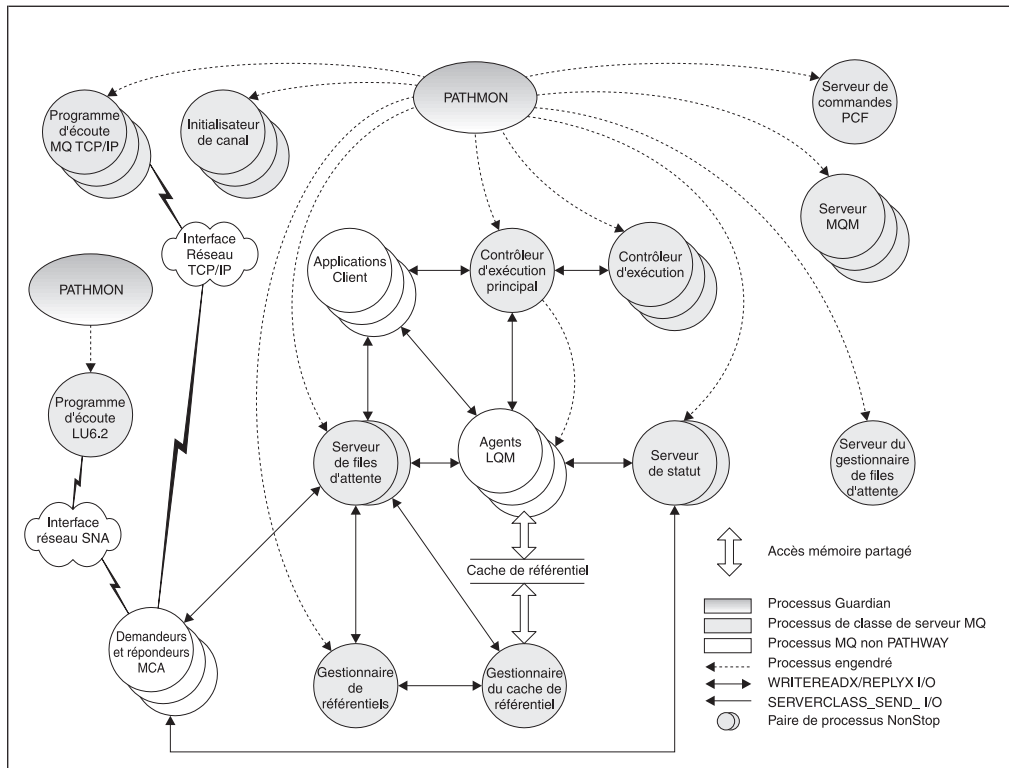 PATHMON
Serveur de
commandes
PCF
Programme
d'écoute
MQ TCP/IP
Initialisateur
de canal
Serveur
MQM
Interface
Réseau
TCP/IP
Applications
Client
Contrôleur
d'exécution
principal
Contrôleur
d'exécution
PATHMON
Programme
d'écoute
LU6.2
Serveur
de files
d'attente
Agents
LQM
Serveur
de statut
Serveur du
gestionnaire
de files
d'attente
Interface
réseau SNA
Cache de référentiel
Accès mémoire partagé
Demandeurs
et répondeurs
MCA
Gestionnaire
de
référentiels
Gestionnaire
du cache de
référentiel
Processus Guardian
Processus de classe de serveur MQ
Processus MQ non PATHWAY
Processus engendré
WRITEREADX/REPLYX I/O
SERVERCLASS_SEND_ I/O
Paire de processus NonStop